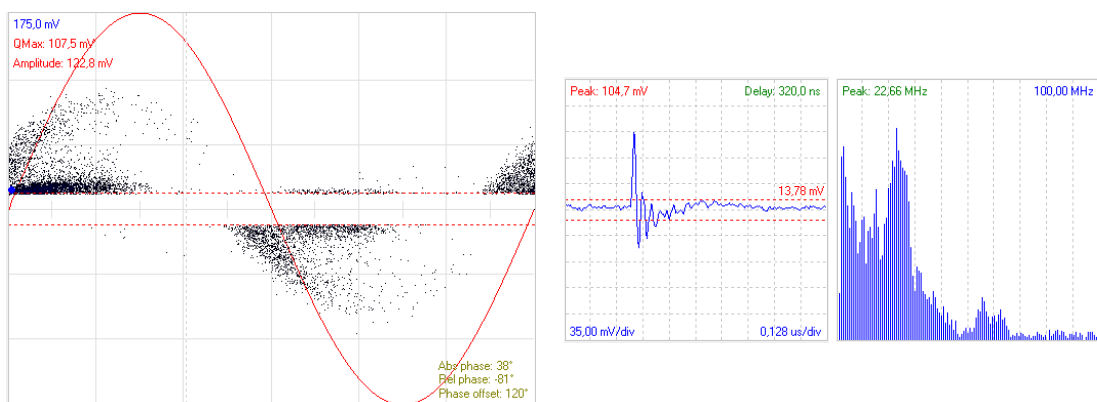 175,0 mV
QMax: 107,5 mV
Amplitude: 122,8 mV
Abs phase: 38°
Rel phase: -81°
Phase offset: 120°
Peak: 104,7 mV
Delay: 320,0 ns
13,78 mV
35,00 mV/div
0,128 us/div
Peak: 22,66 MHz
100,00 MHz